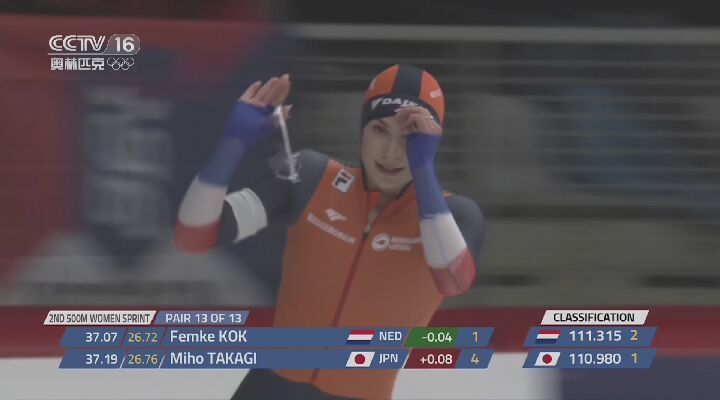 CCTV 16
奥林匹克
DAIKIN
2ND 500M WOMEN SPRINT PAIR 13 OF 13 CLASSIFICATION
37.07 26.72 Femke KOK NED -0.04 1 111.315 2
37.19 26.76 Miho TAKAGI JPN +0.08 4 110.980 1